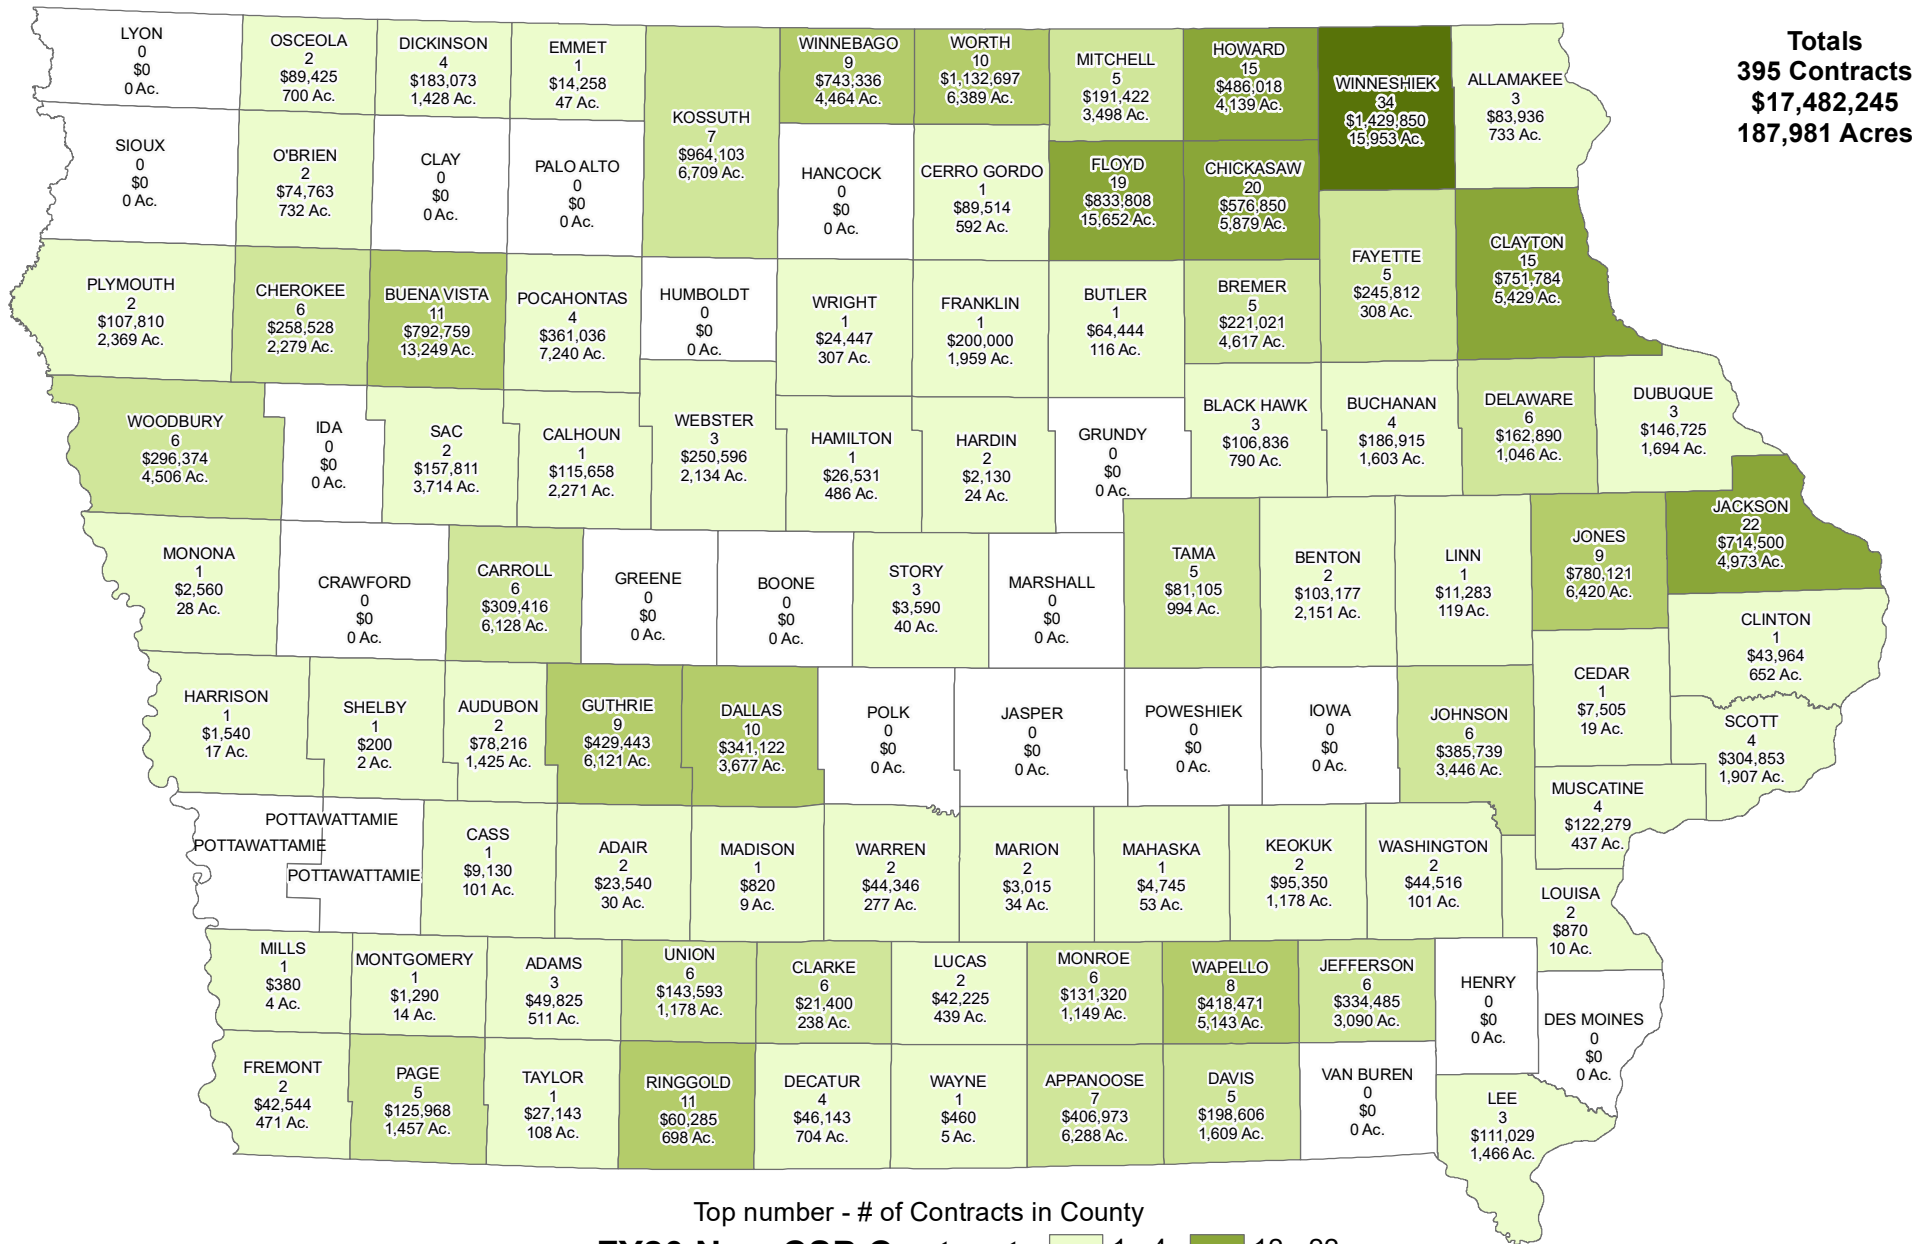 Totals
395 Contracts
$17,482,245
187,981 Acres
LYON
0
$0
0 Ac.
OSCEOLA
2
$89,425
700 Ac.
DICKINSON
4
$183,073
1,428 Ac.
EMMET
1
$14,258
47 Ac.
KOSSUTH
7
$964,103
6,709 Ac.
WINNEBAGO
9
$743,336
4,464 Ac.
WORTH
10
$1,132,697
6,389 Ac.
MITCHELL
5
$191,422
3,498 Ac.
HOWARD
15
$486,018
4,139 Ac.
WINNESHIEK
34
$1,429,850
15,953 Ac.
ALLAMAKEE
3
$83,936
733 Ac.
SIOUX
0
$0
0 Ac.
O'BRIEN
2
$74,763
732 Ac.
CLAY
0
$0
0 Ac.
PALO ALTO
0
$0
0 Ac.
HANCOCK
0
$0
0 Ac.
CERRO GORDO
1
$89,514
592 Ac.
FLOYD
19
$833,808
15,652 Ac.
CHICKASAW
20
$576,850
5,879 Ac.
FAYETTE
5
$245,812
308 Ac.
CLAYTON
15
$751,784
5,429 Ac.
PLYMOUTH
2
$107,810
2,369 Ac.
CHEROKEE
6
$258,528
2,279 Ac.
BUENA VISTA
11
$792,759
13,249 Ac.
POCAHONTAS
4
$361,036
7,240 Ac.
HUMBOLDT
0
$0
0 Ac.
WRIGHT
1
$24,447
307 Ac.
FRANKLIN
1
$200,000
1,959 Ac.
BUTLER
1
$64,444
116 Ac.
BREMER
5
$221,021
4,617 Ac.
WOODBURY
6
$296,374
4,506 Ac.
IDA
0
$0
0 Ac.
SAC
2
$157,811
3,714 Ac.
CALHOUN
1
$115,658
2,271 Ac.
WEBSTER
3
$250,596
2,134 Ac.
HAMILTON
1
$26,531
486 Ac.
HARDIN
2
$2,130
24 Ac.
GRUNDY
0
$0
0 Ac.
BLACK HAWK
3
$106,836
790 Ac.
BUCHANAN
4
$186,915
1,603 Ac.
DELAWARE
6
$162,890
1,046 Ac.
DUBUQUE
3
$146,725
1,694 Ac.
MONONA
1
$2,560
28 Ac.
CRAWFORD
0
$0
0 Ac.
CARROLL
6
$309,416
6,128 Ac.
GREENE
0
$0
0 Ac.
BOONE
0
$0
0 Ac.
STORY
3
$3,590
40 Ac.
MARSHALL
0
$0
0 Ac.
TAMA
5
$81,105
994 Ac.
BENTON
2
$103,177
2,151 Ac.
LINN
1
$11,283
119 Ac.
JONES
9
$780,121
6,420 Ac.
JACKSON
22
$714,500
4,973 Ac.
CLINTON
1
$43,964
652 Ac.
HARRISON
1
$1,540
17 Ac.
SHELBY
1
$200
2 Ac.
AUDUBON
2
$78,216
1,425 Ac.
GUTHRIE
9
$429,443
6,121 Ac.
DALLAS
10
$341,122
3,677 Ac.
POLK
0
$0
0 Ac.
JASPER
0
$0
0 Ac.
POWESHIEK
0
$0
0 Ac.
IOWA
0
$0
0 Ac.
JOHNSON
6
$385,739
3,446 Ac.
CEDAR
1
$7,505
19 Ac.
SCOTT
4
$304,853
1,907 Ac.
MUSCATINE
4
$122,279
437 Ac.
POTTAWATTAMIE
POTTAWATTAMIE
POTTAWATTAMIE
CASS
1
$9,130
101 Ac.
ADAIR
2
$23,540
30 Ac.
MADISON
1
$820
9 Ac.
WARREN
2
$44,346
277 Ac.
MARION
2
$3,015
34 Ac.
MAHASKA
1
$4,745
53 Ac.
KEOKUK
2
$95,350
1,178 Ac.
WASHINGTON
2
$44,516
101 Ac.
LOUISA
2
$870
10 Ac.
MILLS
1
$380
4 Ac.
MONTGOMERY
1
$1,290
14 Ac.
ADAMS
3
$49,825
511 Ac.
UNION
6
$143,593
1,178 Ac.
CLARKE
6
$21,400
238 Ac.
LUCAS
2
$42,225
439 Ac.
MONROE
6
$131,320
1,149 Ac.
WAPELLO
8
$418,471
5,143 Ac.
JEFFERSON
6
$334,485
3,090 Ac.
HENRY
0
$0
0 Ac.
DES MOINES
0
$0
0 Ac.
FREMONT
2
$42,544
471 Ac.
PAGE
5
$125,968
1,457 Ac.
TAYLOR
1
$27,143
108 Ac.
RINGGOLD
11
$60,285
698 Ac.
DECATUR
4
$46,143
704 Ac.
WAYNE
1
$460
5 Ac.
APPANOOSE
7
$406,973
6,288 Ac.
DAVIS
5
$198,606
1,609 Ac.
VAN BUREN
0
$0
0 Ac.
LEE
3
$111,029
1,466 Ac.
Top number - # of Contracts in County